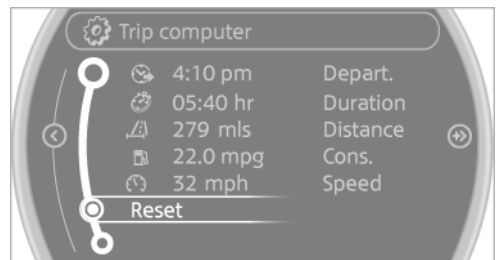 Trip computer
4:10 pm Depart.
05:40 hr Duration
279 mls Distance
22.0 mpg Cons.
32 mph Speed
Reset